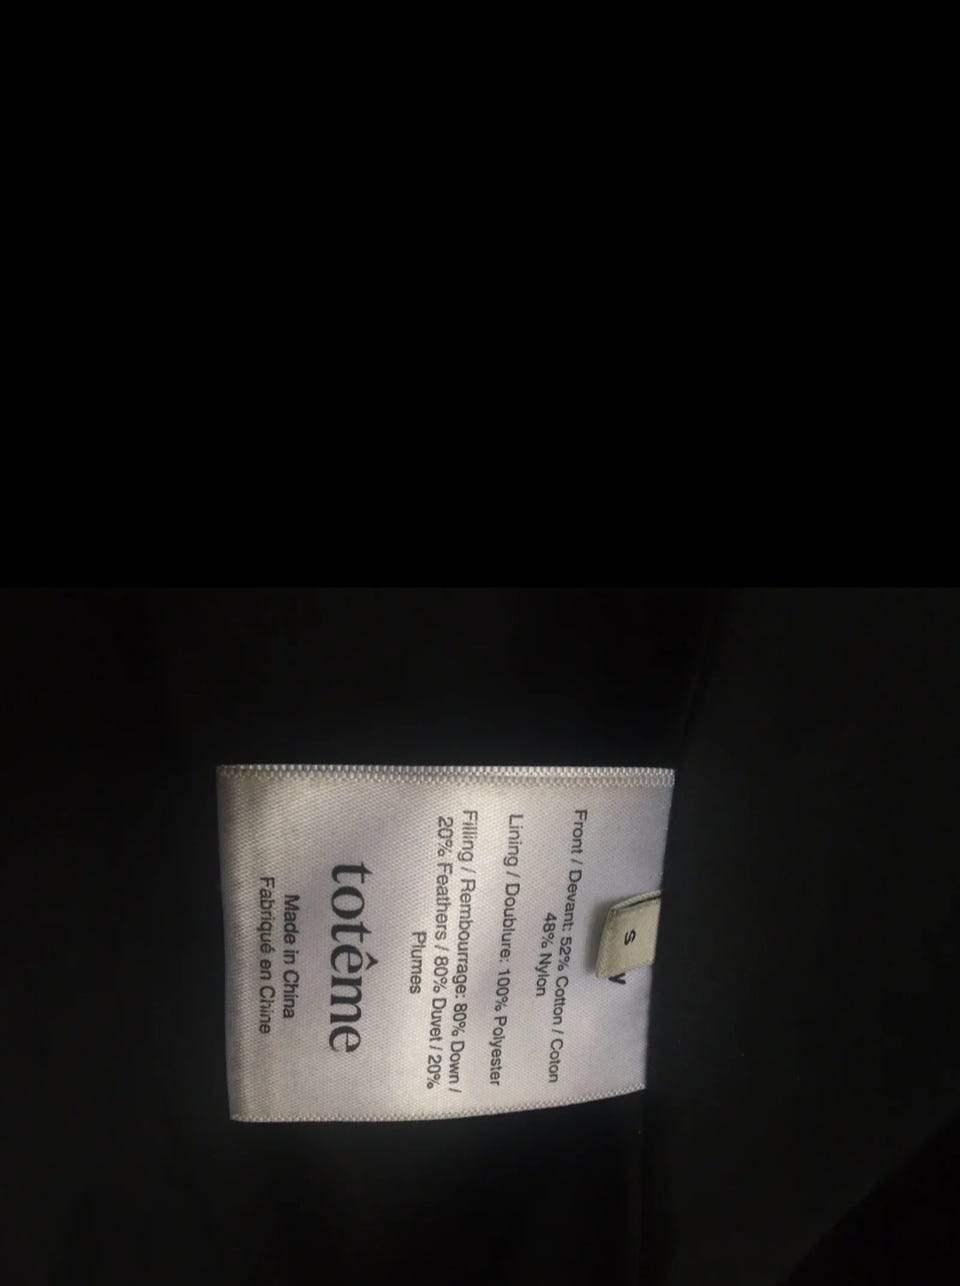 s
y
Front / Devant: 52% Cotton / Coton
48% Nylon
Lining / Doublure: 100% Polyester
Filling / Rembourrage: 80% Down /
20% Feathers / 80% Duvet / 20%
Plumes
totême
Made in China
Fabriqué en Chine